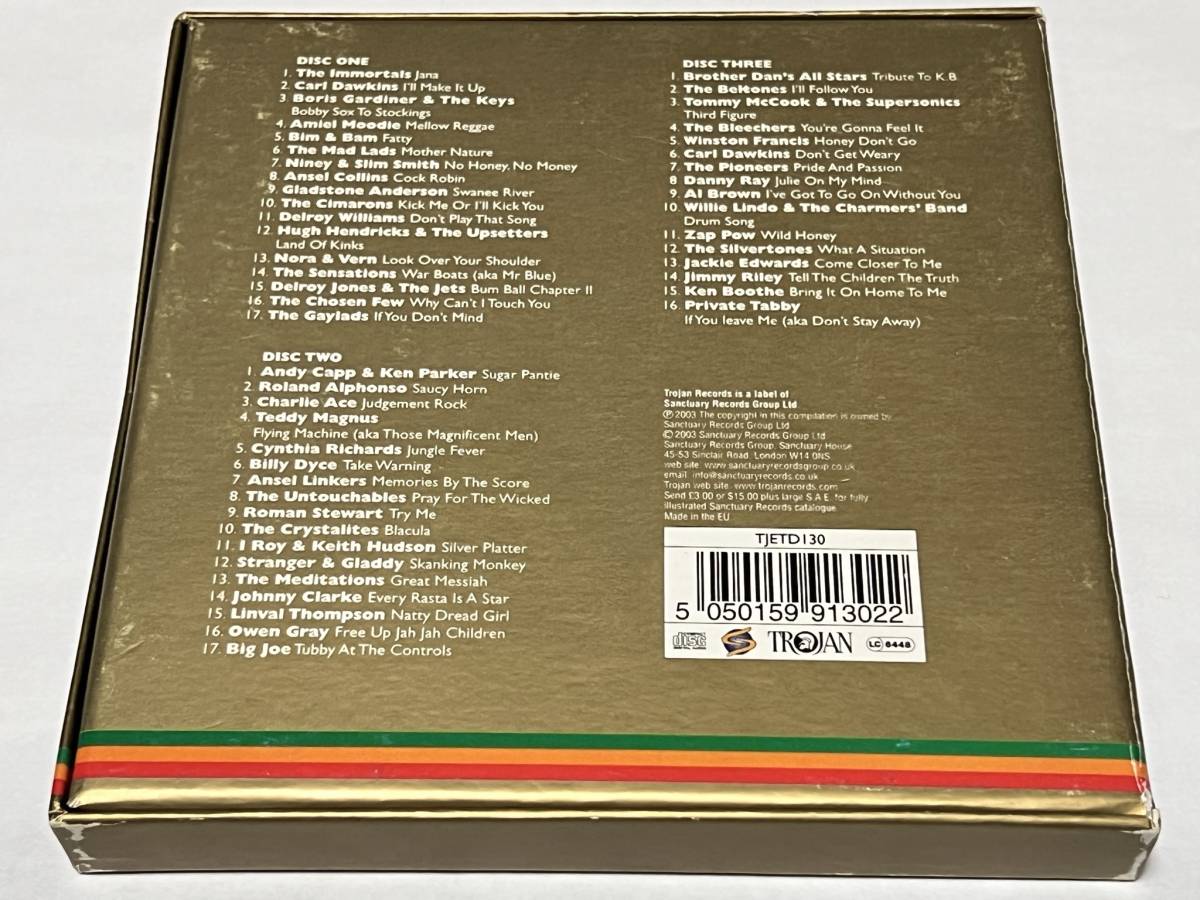 DISC ONE
1. The Immortals Jana
2. Carl Dawkins I'll Make It Up
3. Boris Gardiner & The Keys
Bobby Sox To Stockings
4. Amiel Moodie Mellow Reggae
5. Bim & Bam Fatty
6. The Mad Lads Mother Nature
7. Niney & Slim Smith No Honey, No Money
8. Ansel Collins Cock Robin
9. Gladstone Anderson Swanee River
10. The Cimarons Kick Me Or I'll Kick You
11. Delroy Williams Don't Play That Song
12. Hugh Hendricks & The Upsetters
Land Of Kinks
13. Nora & Vern Look Over Your Shoulder
14. The Sensations War Boats (aka Mr Blue)
15. Delroy Jones & The Jets Bum Ball Chapter II
16. The Chosen Few Why Can't I Touch You
17. The Gaylads If You Don't Mind
DISC TWO
1. Andy Capp & Ken Parker Sugar Pantie
2. Roland Alphonso Saucy Horn
3. Charlie Ace Judgement Rock
4. Teddy Magnus
Flying Machine (aka Those Magnificent Men)
5. Cynthia Richards Jungle Fever
6. Billy Dyce Take Warning
7. Ansel Linkers Memories By The Score
8. The Untouchables Pray For The Wicked
9. Roman Stewart Try Me
10. The Crystalites Blacula
11. I Roy & Keith Hudson Silver Platter
12. Stranger & Gladdy Skanking Monkey
13. The Meditations Great Messiah
14. Johnny Clarke Every Rasta Is A Star
15. Linval Thompson Natty Dread Girl
16. Owen Gray Free Up Jah Jah Children
17. Big Joe Tubby At The Controls
DISC THREE
1. Brother Dan's All Stars Tribute To K.B
2. The Beltones I'll Follow You
3. Tommy McCook & The Supersonics
Third Figure
4. The Bleechers You're Gonna Feel It
5. Winston Francis Honey Don't Go
6. Carl Dawkins Don't Get Weary
7. The Pioneers Pride And Passion
8 Danny Ray Julie On My Mind
9. Al Brown I've Got To Go On Without You
10. Willie Lindo & The Charmers' Band
Drum Song
11. Zap Pow Wild Honey
12. The Silvertones What A Situation
13. Jackie Edwards Come Closer To Me
14. Jimmy Riley Tell The Children The Truth
15. Ken Boothe Bring It On Home To Me
16. Private Tabby
If You leave Me (aka Don't Stay Away)
Trojan Records is a label of
Sanctuary Records Group Ltd
℗ 2003 The copyright in this compilation is owned by
Sanctuary Records Group Ltd
© 2003 Sanctuary Records Group Ltd
Sanctuary Records Group, Sanctuary House
45-53 Sinclair Road, London W14 0NS.
web site: www.sanctuaryrecordsgroup.co.uk
email: info@sanctuaryrecords.co.uk
Trojan web site: www.trojanrecords.com
Send £3.00 or $15.00 plus large S.A.E. for fully
illustrated Sanctuary Records catalogue
Made in the EU
TJETD130
5 050159 913022
disc
DIGITAL AUDIO
TROJAN
LC 6448